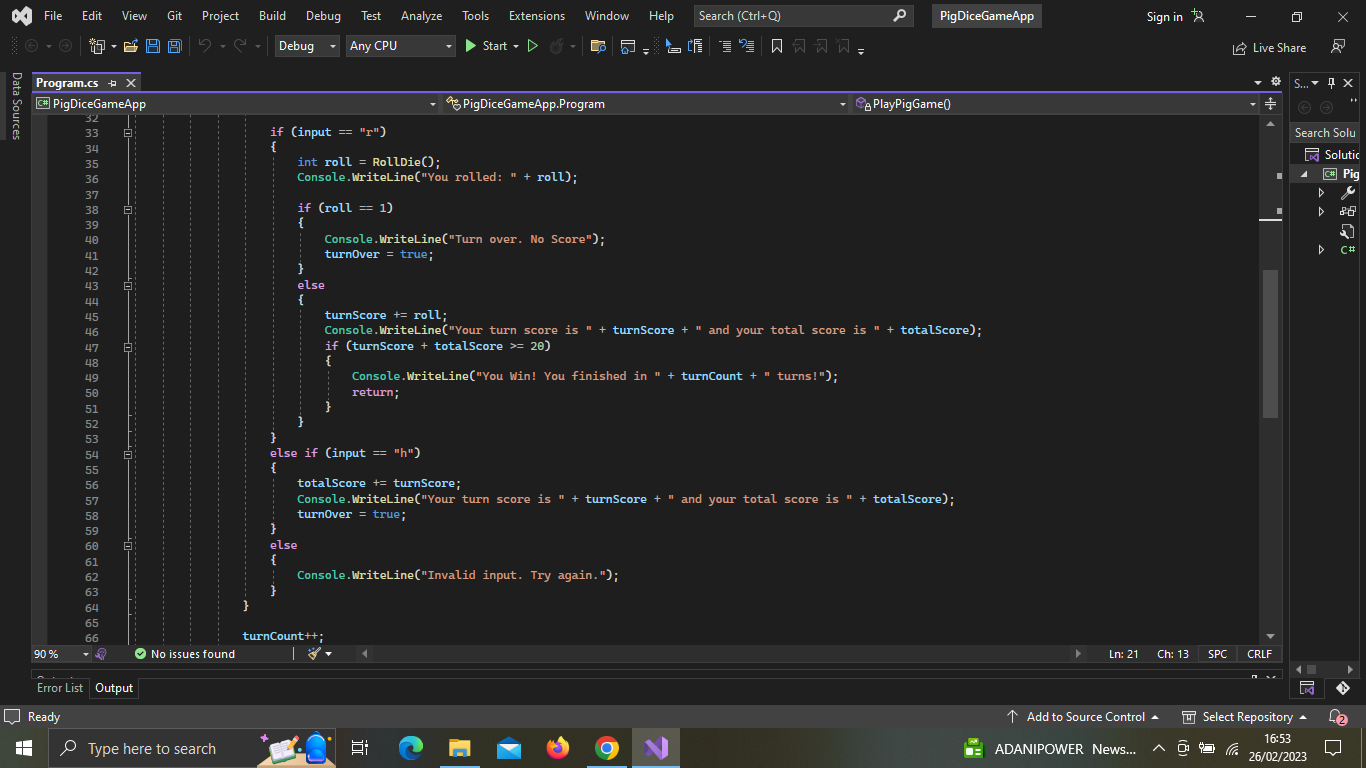 File Edit View Git Project Build Debug Test Analyze Tools Extensions Window Help Search (Ctrl+Q) PigDiceGameApp Sign in
Debug Any CPU Start Live Share
Data Sources
Program.cs S...
PigDiceGameApp PigDiceGameApp.Program PlayPigGame()
Search Solu
Solutic
Pig
C#
32
33 if (input == "r")
34 {
35 int roll = RollDie();
36 Console.WriteLine("You rolled: " + roll);
37
38 if (roll == 1)
39 {
40 Console.WriteLine("Turn over. No Score");
41 turnOver = true;
42 }
43 else
44 {
45 turnScore += roll;
46 Console.WriteLine("Your turn score is " + turnScore + " and your total score is " + totalScore);
47 if (turnScore + totalScore >= 20)
48 {
49 Console.WriteLine("You Win! You finished in " + turnCount + " turns!");
50 return;
51 }
52 }
53 }
54 else if (input == "h")
55 {
56 totalScore += turnScore;
57 Console.WriteLine("Your turn score is " + turnScore + " and your total score is " + totalScore);
58 turnOver = true;
59 }
60 else
61 {
62 Console.WriteLine("Invalid input. Try again.");
63 }
64 }
65
66 turnCount++;
90 % No issues found Ln: 21 Ch: 13 SPC CRLF
Error List Output
Ready Add to Source Control Select Repository 2
Type here to search ADANIPOWER News... 16:53
26/02/2023